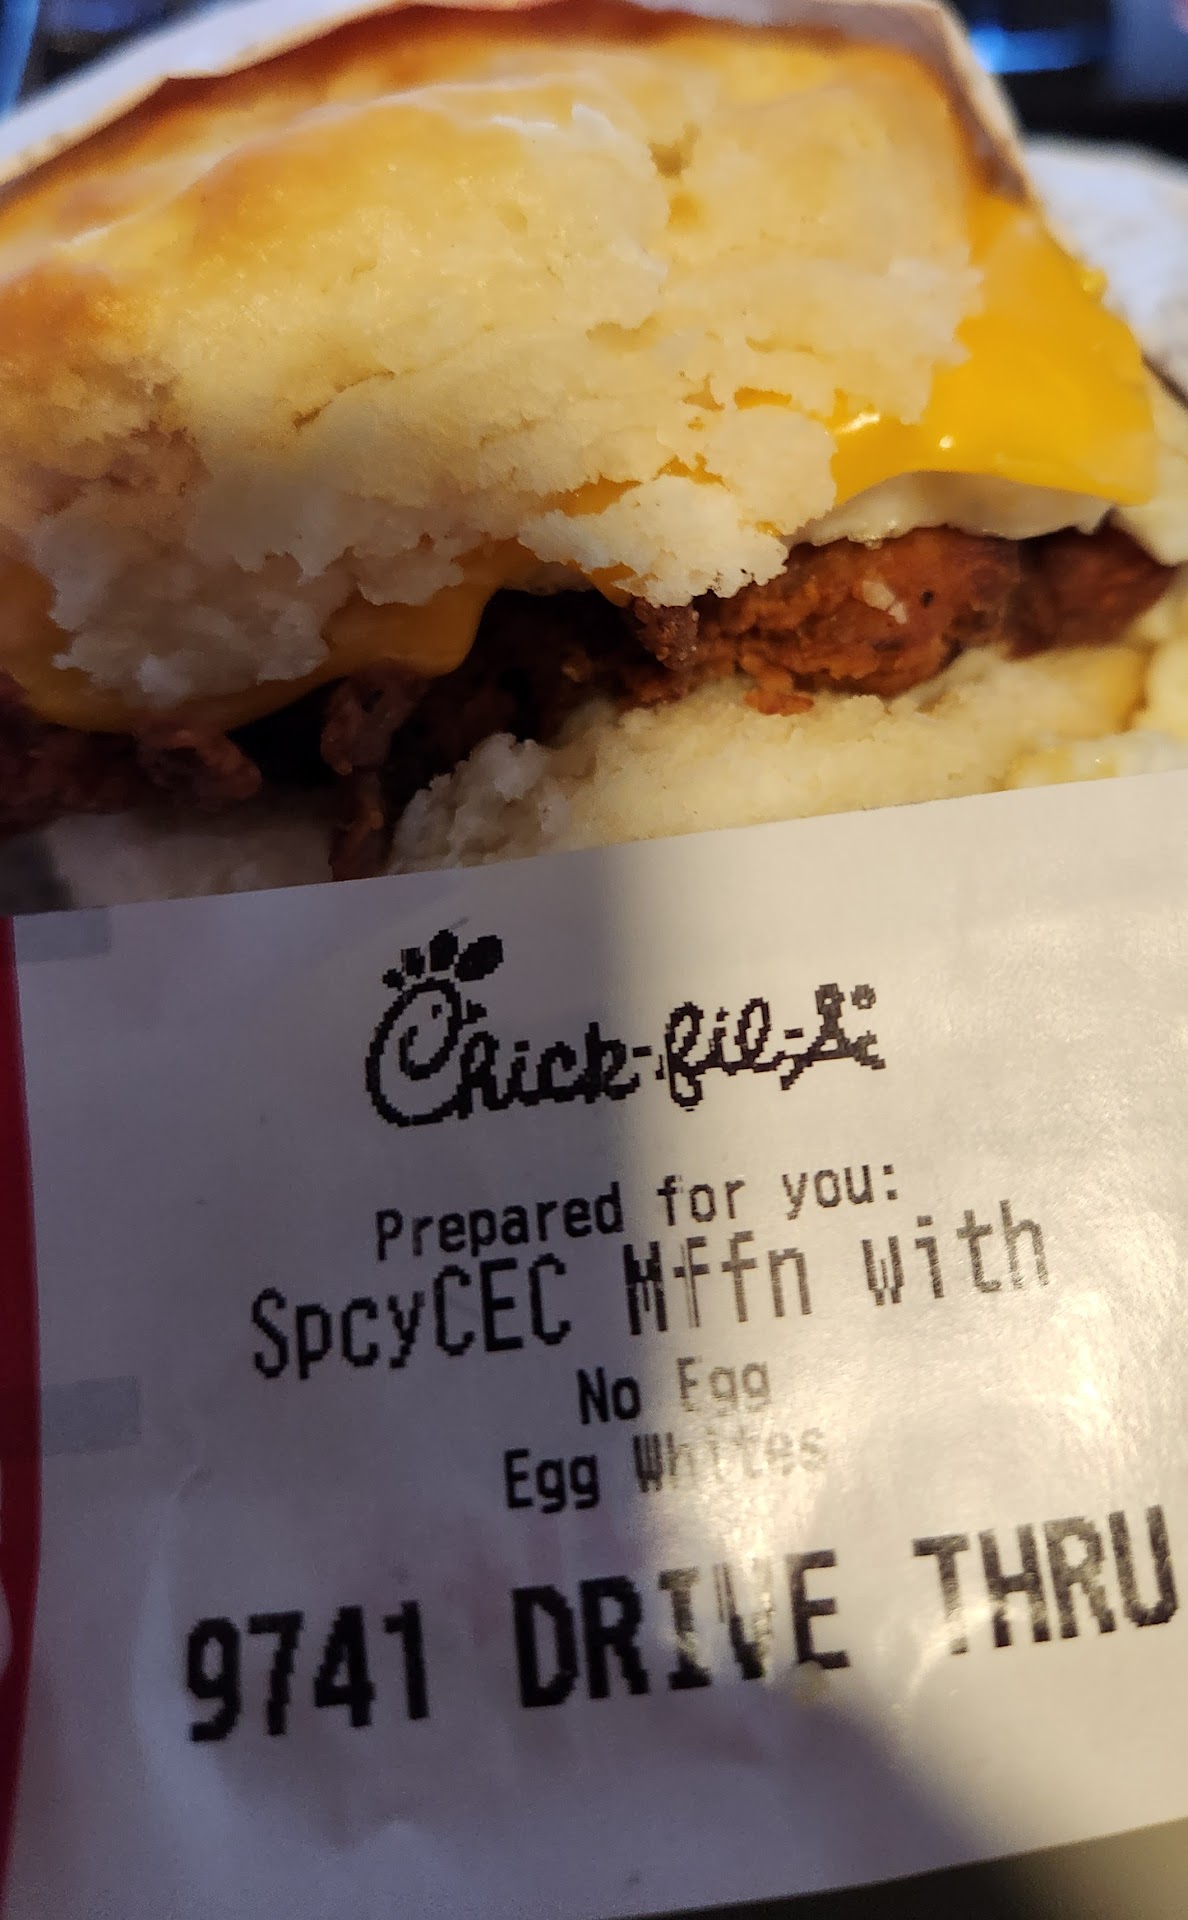 Chick-fil-A
Prepared for you:
SpcyCEC Mffn with
No Egg
Egg Whites
9741 DRIVE THRU